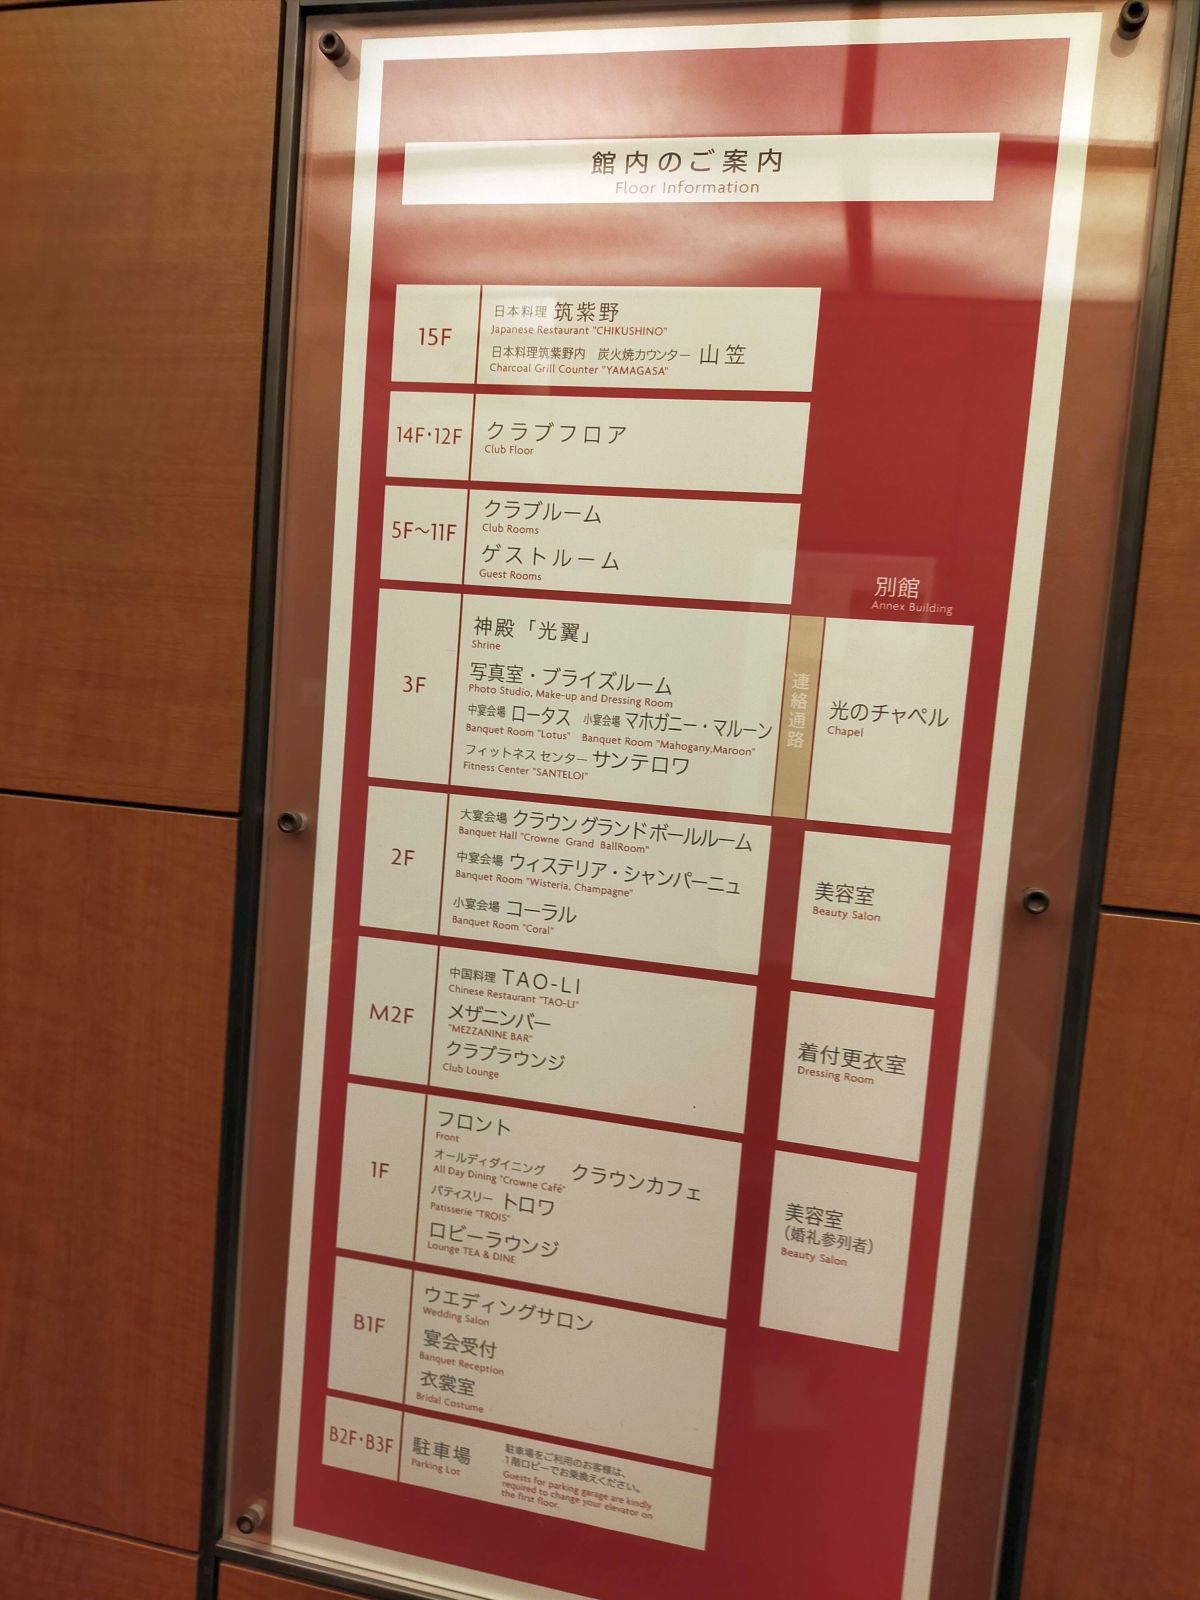 館内のご案内
Floor Information
15F
日本料理 筑紫野
Japanese Restaurant "CHIKUSHINO"
日本料理筑紫野内 炭火焼カウンター 山笠
Charcoal Grill Counter "YAMAGASA"
14F・12F
クラブフロア
Club Floor
5F〜11F
クラブルーム
Club Rooms
ゲストルーム
Guest Rooms
別館
Annex Building
3F
神殿「光翼」
Shrine
写真室・ブライズルーム
Photo Studio, Make-up and Dressing Room
中宴会場 ロータス 小宴会場 マホガニー・マルーン
Banquet Room "Lotus" Banquet Room "Mahogany,Maroon"
フィットネス センター サンテロワ
Fitness Center "SANTELOI"
連絡通路
光のチャペル
Chapel
2F
大宴会場 クラウン グランドボールルーム
Banquet Hall "Crowne Grand BallRoom"
中宴会場 ウィステリア・シャンパーニュ
Banquet Room "Wisteria, Champagne"
小宴会場 コーラル
Banquet Room "Coral"
美容室
Beauty Salon
M2F
中国料理 TAO-LI
Chinese Restaurant "TAO-LI"
メザニンバー
"MEZZANINE BAR"
クラブラウンジ
Club Lounge
着付更衣室
Dressing Room
1F
フロント
Front
オールディダイニング クラウンカフェ
All Day Dining "Crowne Café"
パティスリー トロワ
Patisserie "TROIS"
ロビーラウンジ
Lounge TEA & DINE
美容室
(婚礼参列者)
Beauty Salon
B1F
ウエディングサロン
Wedding Salon
宴会受付
Banquet Reception
衣裳室
Bridal Costume
B2F・B3F
駐車場
Parking Lot
駐車場をご利用のお客様は、
1階ロビーでお乗換えください。
Guests for parking garage are kindly
required to change your elevator on
the first floor.